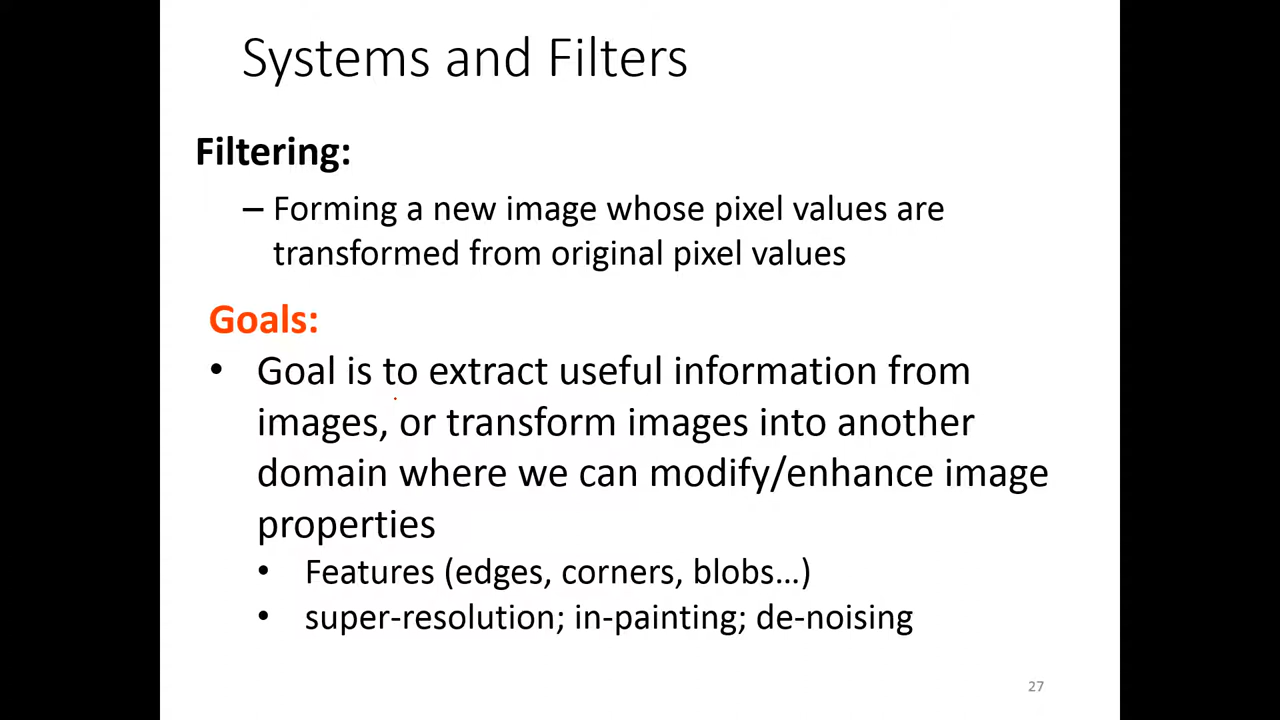 Systems and Filters
Filtering:
– Forming a new image whose pixel values are
transformed from original pixel values
Goals:
• Goal is to extract useful information from
images, or transform images into another
domain where we can modify/enhance image
properties
• Features (edges, corners, blobs…)
• super-resolution; in-painting; de-noising
27